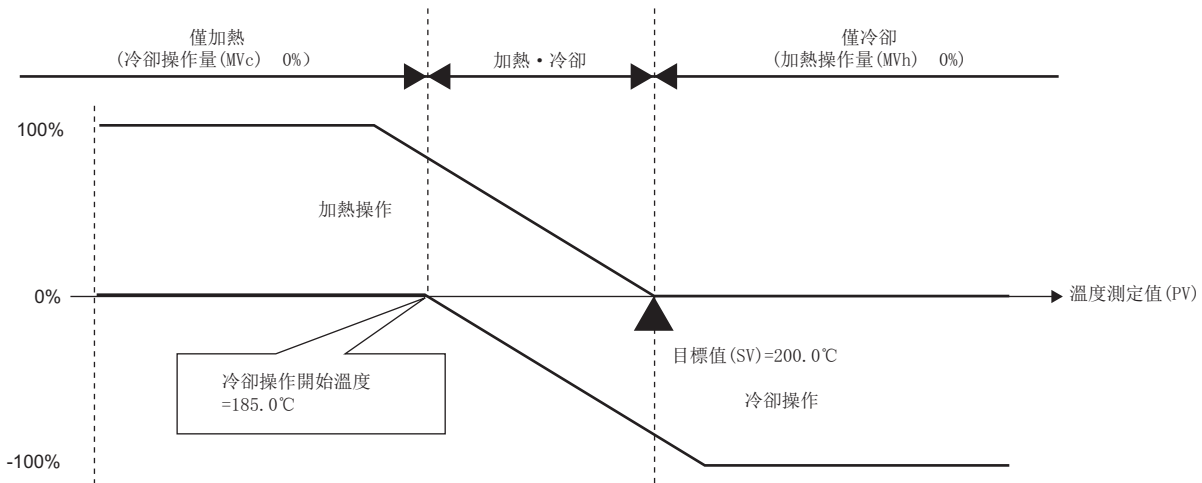 僅加熱
(冷卻操作量(MVc) 0%)
加熱・冷卻
僅冷卻
(加熱操作量(MVh) 0%)
100%
加熱操作
0%
溫度測定值(PV)
目標值(SV)=200.0℃
冷卻操作開始溫度
=185.0℃
冷卻操作
-100%